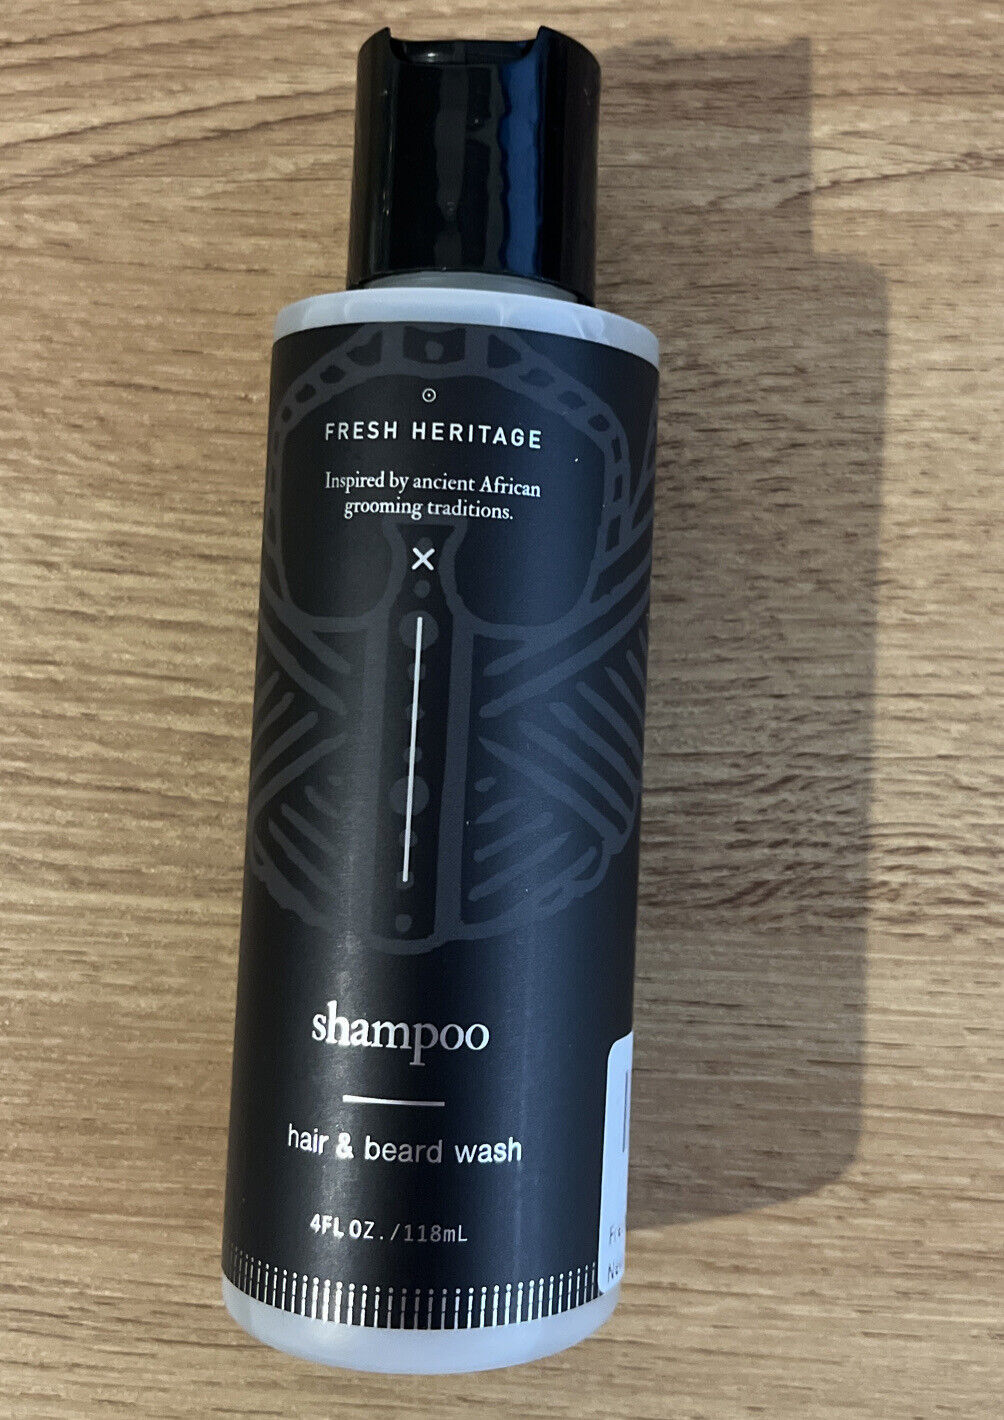 FRESH HERITAGE
Inspired by ancient African
grooming traditions.
shampoo
hair & beard wash
4FL OZ./118mL